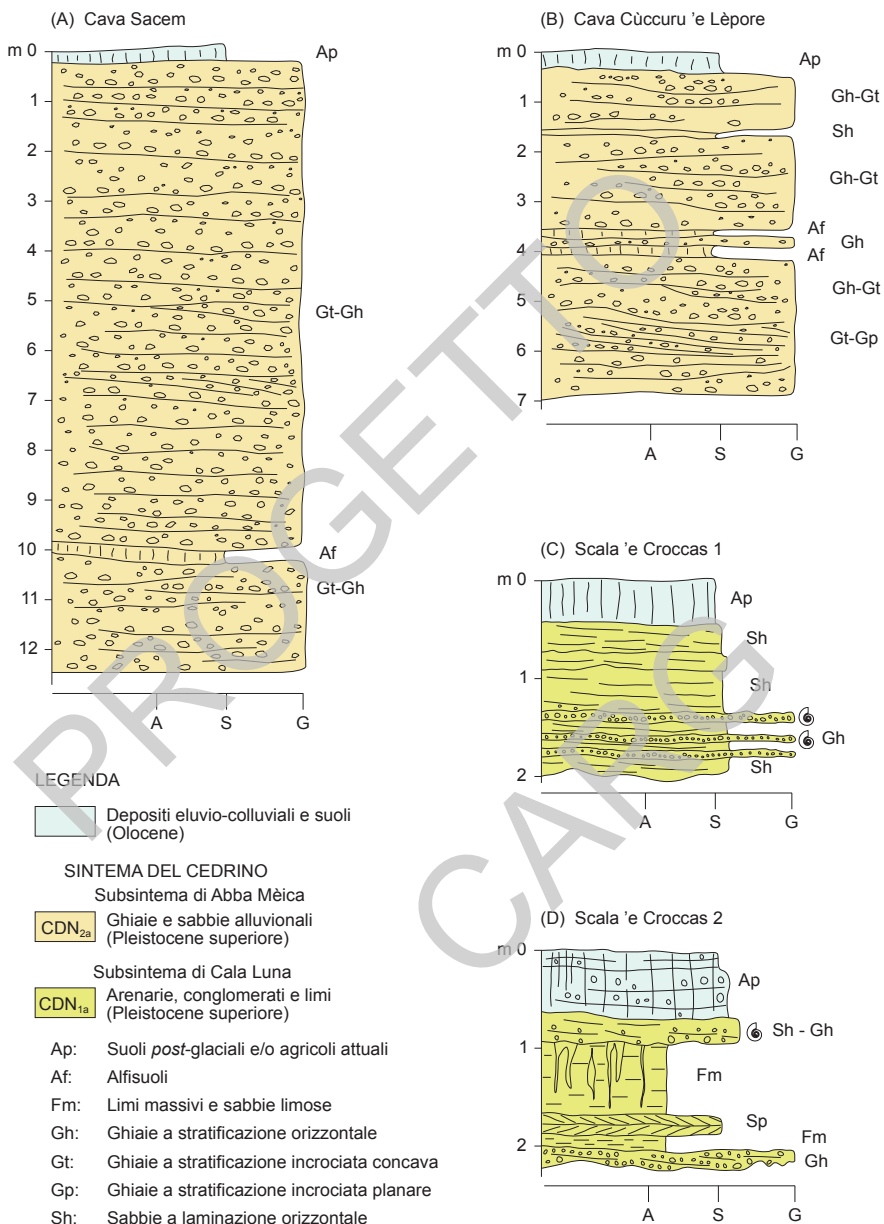 (A) Cava Sacem
m 0
1
2
3
4
5
6
7
8
9
10
11
12
Ap
Gt-Gh
Af
Gt-Gh
A S G
(B) Cava Cùccuru 'e Lèpore
m 0
1
2
3
4
5
6
7
Ap
Gh-Gt
Sh
Gh-Gt
Af
Gh
Af
Gh-Gt
Gt-Gp
A S G
(C) Scala 'e Croccas 1
m 0
1
2
Ap
Sh
Sh
Gh
Sh
A S G
(D) Scala 'e Croccas 2
m 0
1
2
Ap
Sh - Gh
Fm
Sp
Fm
Gh
A S G
LEGENDA
Depositi eluvio-colluviali e suoli
(Olocene)
SINTEMA DEL CEDRINO
Subsintema di Abba Mèica
CDN2a Ghiaie e sabbie alluvionali
(Pleistocene superiore)
Subsintema di Cala Luna
CDN1a Arenarie, conglomerati e limi
(Pleistocene superiore)
Ap: Suoli post-glaciali e/o agricoli attuali
Af: Alfisuoli
Fm: Limi massivi e sabbie limose
Gh: Ghiaie a stratificazione orizzontale
Gt: Ghiaie a stratificazione incrociata concava
Gp: Ghiaie a stratificazione incrociata planare
Sh: Sabbie a laminazione orizzontale
PROGETTO
CARG